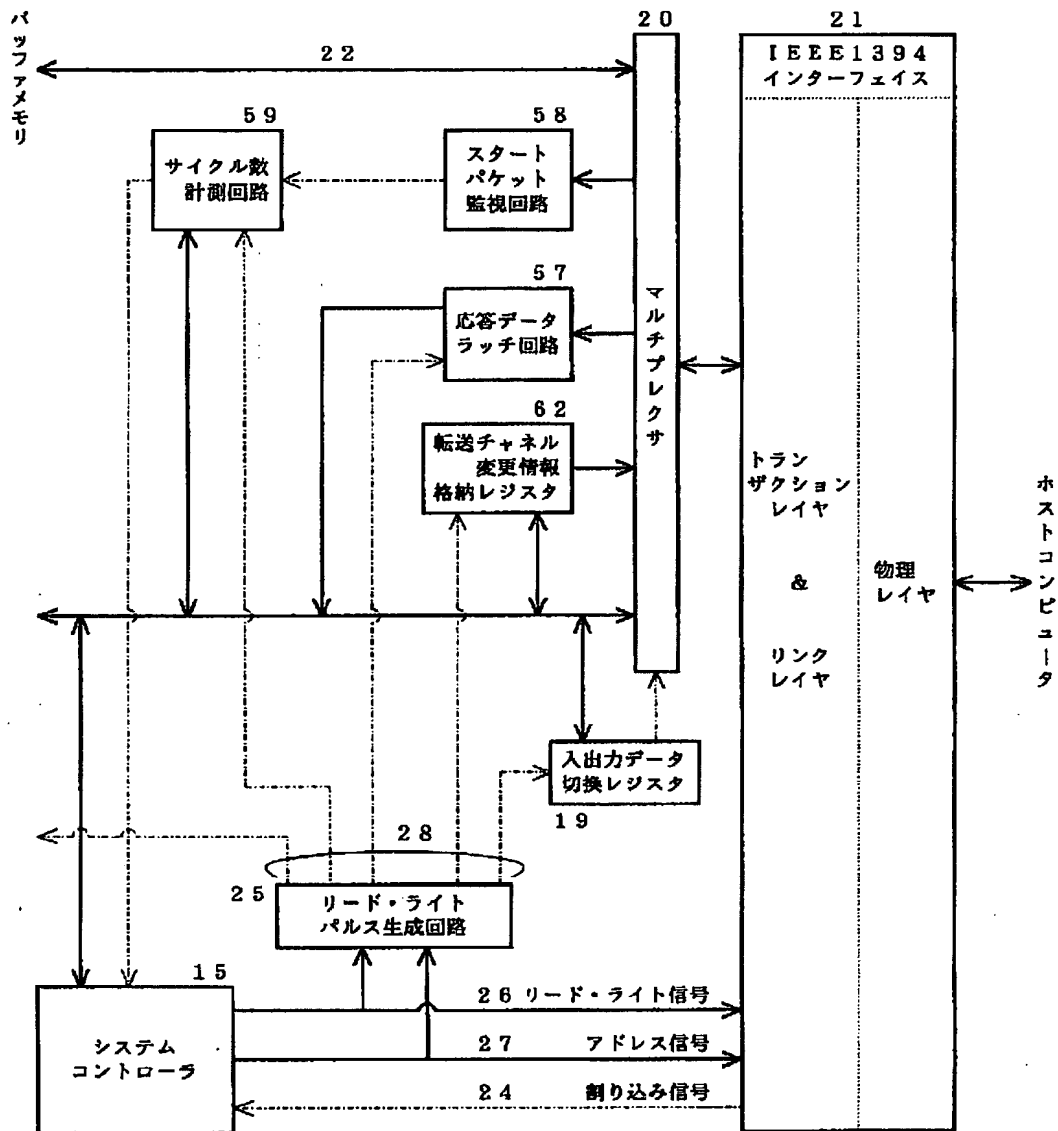 バッファメモリ
２２
２０
２１
ＩＥＥＥ１３９４
インターフェイス
５９
サイクル数
計測回路
５８
スタート
パケット
監視回路
５７
応答データ
ラッチ回路
６２
転送チャネル
変更情報
格納レジスタ
マルチプレクサ
トラン
ザクション
レイヤ
＆
リンク
レイヤ
物理
レイヤ
ホストコンピュータ
入出力データ
切換レジスタ
１９
２８
２５
リード・ライト
パルス生成回路
１５
システム
コントローラ
２６ リード・ライト信号
２７ アドレス信号
２４ 割り込み信号